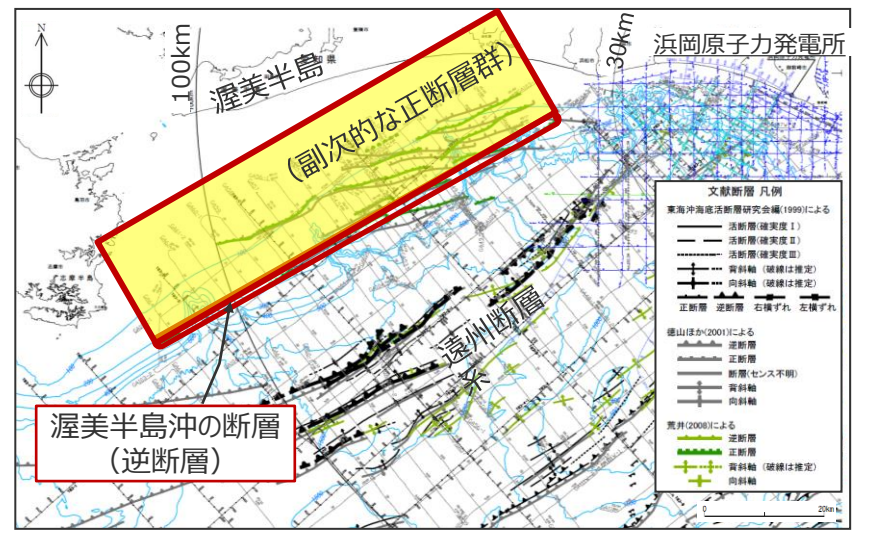 N
100km
渥美半島
県
30km
浜岡原子力発電所
(副次的な正断層群)
遠州断層系
渥美半島沖の断層
(逆断層)
文献断層 凡例
東海沖海底活断層研究会編(1999)による
活断層(確実度Ⅰ)
活断層(確実度Ⅱ)
活断層(確実度Ⅲ)
背斜軸 (破線は推定)
向斜軸 (破線は推定)
正断層 逆断層 右横ずれ 左横ずれ
徳山ほか(2001)による
逆断層
正断層
断層(センス不明)
背斜軸
向斜軸
荒井(2008)による
逆断層
正断層
背斜軸 (破線は推定)
向斜軸
0 20km